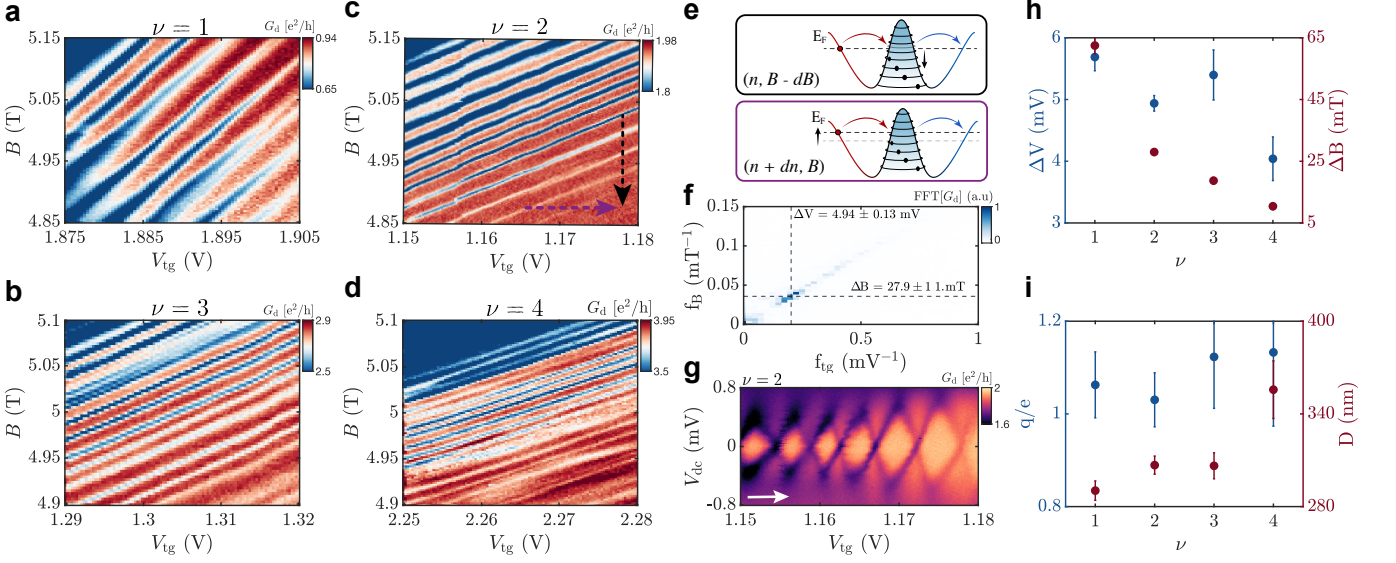 a
ν = 1
G_d [e²/h]
0.94
0.65
5.15
5.05
4.95
4.85
B (T)
1.875
1.885
1.895
1.905
V_tg (V)
c
ν = 2
G_d [e²/h]
1.98
1.8
5.15
5.05
4.95
4.85
B (T)
1.15
1.16
1.17
1.18
V_tg (V)
b
ν = 3
G_d [e²/h]
2.9
2.5
5.1
5.05
5
4.95
4.9
B (T)
1.29
1.3
1.31
1.32
V_tg (V)
d
ν = 4
G_d [e²/h]
3.95
3.5
5.1
5.05
5
4.95
4.9
B (T)
2.25
2.26
2.27
2.28
V_tg (V)
e
E_F
(n, B - dB)
E_F
(n + dn, B)
f
FFT[G_d] (a.u)
1
0
ΔV = 4.94 ± 0.13 mV
ΔB = 27.9 ± 1 1.mT
0.15
0.1
0.05
0
f_B (mT⁻¹)
0
0.5
1
f_tg (mV⁻¹)
g
ν = 2
G_d [e²/h]
2
1.6
0.8
0
-0.8
V_dc (mV)
1.15
1.16
1.17
1.18
V_tg (V)
h
6
5
4
3
ΔV (mV)
65
45
25
5
ΔB (mT)
1
2
3
4
ν
i
1.2
1
0.8
q/e
400
340
280
D (nm)
1
2
3
4
ν